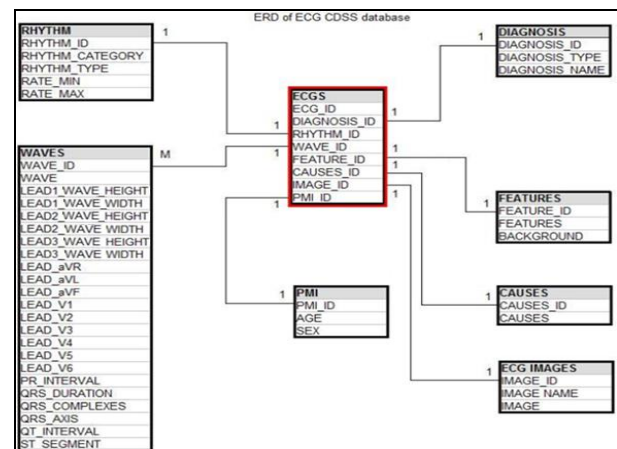 ERD of ECG CDSS database
RHYTHM
RHYTHM_ID
RHYTHM_CATEGORY
RHYTHM_TYPE
RATE_MIN
RATE_MAX
1
1
DIAGNOSIS
DIAGNOSIS_ID
DIAGNOSIS_TYPE
DIAGNOSIS_NAME
1
1
ECGS
ECG_ID
DIAGNOSIS_ID
RHYTHM_ID
WAVE_ID
FEATURE_ID
CAUSES_ID
IMAGE_ID
PMI_ID
1
1
1
1
1
WAVES
WAVE_ID
WAVE
LEAD1_WAVE_HEIGHT
LEAD1_WAVE_WIDTH
LEAD2_WAVE_HEIGHT
LEAD2_WAVE_WIDTH
LEAD3_WAVE_HEIGHT
LEAD3_WAVE_WIDTH
LEAD_aVR
LEAD_aVL
LEAD_aVF
LEAD_V1
LEAD_V2
LEAD_V3
LEAD_V4
LEAD_V5
LEAD_V6
PR_INTERVAL
QRS_DURATION
QRS_COMPLEXES
QRS_AXIS
QT_INTERVAL
ST_SEGMENT
M
1
FEATURES
FEATURE_ID
FEATURES
BACKGROUND
1
PMI
PMI_ID
AGE
SEX
1
CAUSES
CAUSES_ID
CAUSES
1
ECG IMAGES
IMAGE_ID
IMAGE NAME
IMAGE